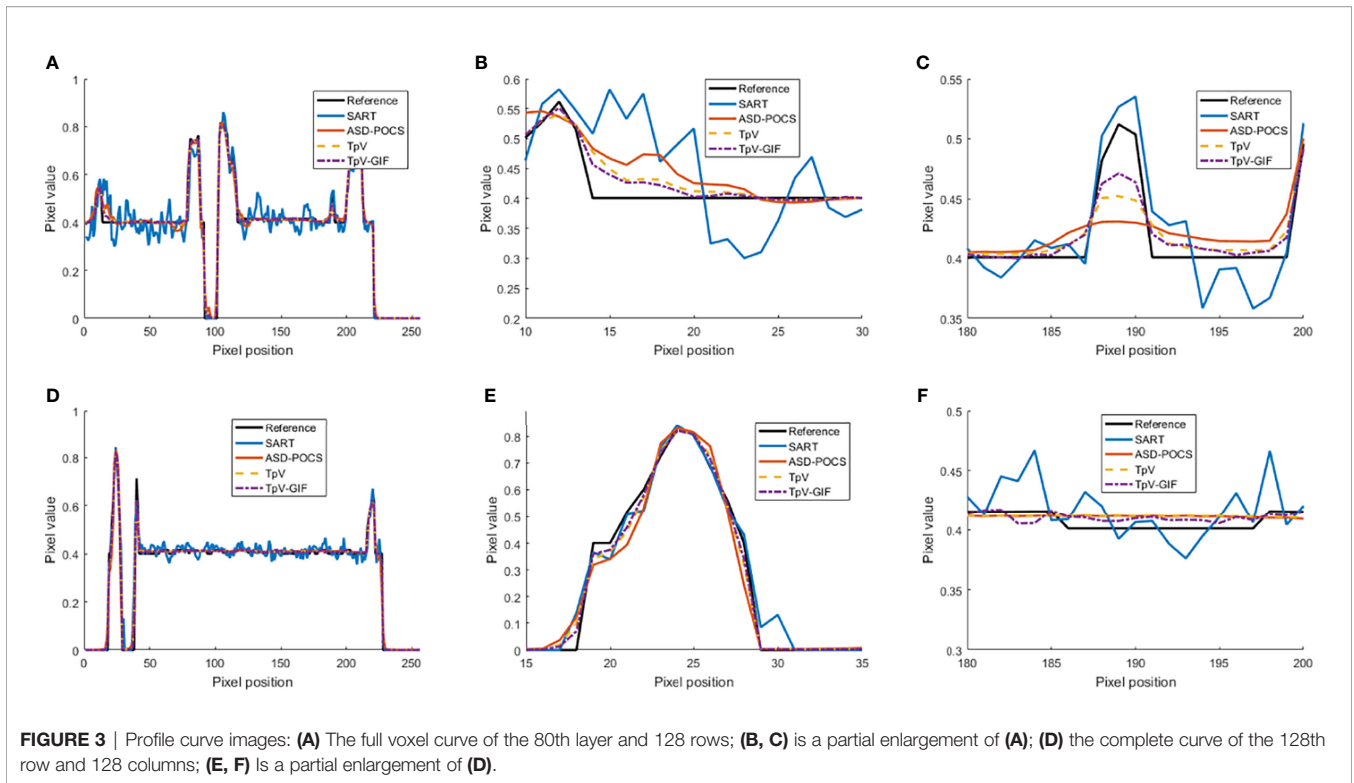 A
Pixel value
1
0.8
0.6
0.4
0.2
0
0 50 100 150 200 250
Pixel position
Reference
SART
ASD-POCS
TpV
TpV-GIF
B
Pixel value
0.6
0.55
0.5
0.45
0.4
0.35
0.3
0.25
0.2
10 15 20 25 30
Pixel position
Reference
SART
ASD-POCS
TpV
TpV-GIF
C
Pixel value
0.55
0.5
0.45
0.4
0.35
180 185 190 195 200
Pixel position
Reference
SART
ASD-POCS
TpV
TpV-GIF
D
Pixel value
1
0.8
0.6
0.4
0.2
0
0 50 100 150 200 250
Pixel position
Reference
SART
ASD-POCS
TpV
TpV-GIF
E
Pixel value
0.8
0.7
0.6
0.5
0.4
0.3
0.2
0.1
0
15 20 25 30 35
Pixel position
Reference
SART
ASD-POCS
TpV
TpV-GIF
F
Pixel value
0.5
0.45
0.4
0.35
0.3
180 185 190 195 200
Pixel position
Reference
SART
ASD-POCS
TpV
TpV-GIF
FIGURE 3 | Profile curve images: (A) The full voxel curve of the 80th layer and 128 rows; (B, C) is a partial enlargement of (A); (D) the complete curve of the 128th
row and 128 columns; (E, F) Is a partial enlargement of (D).